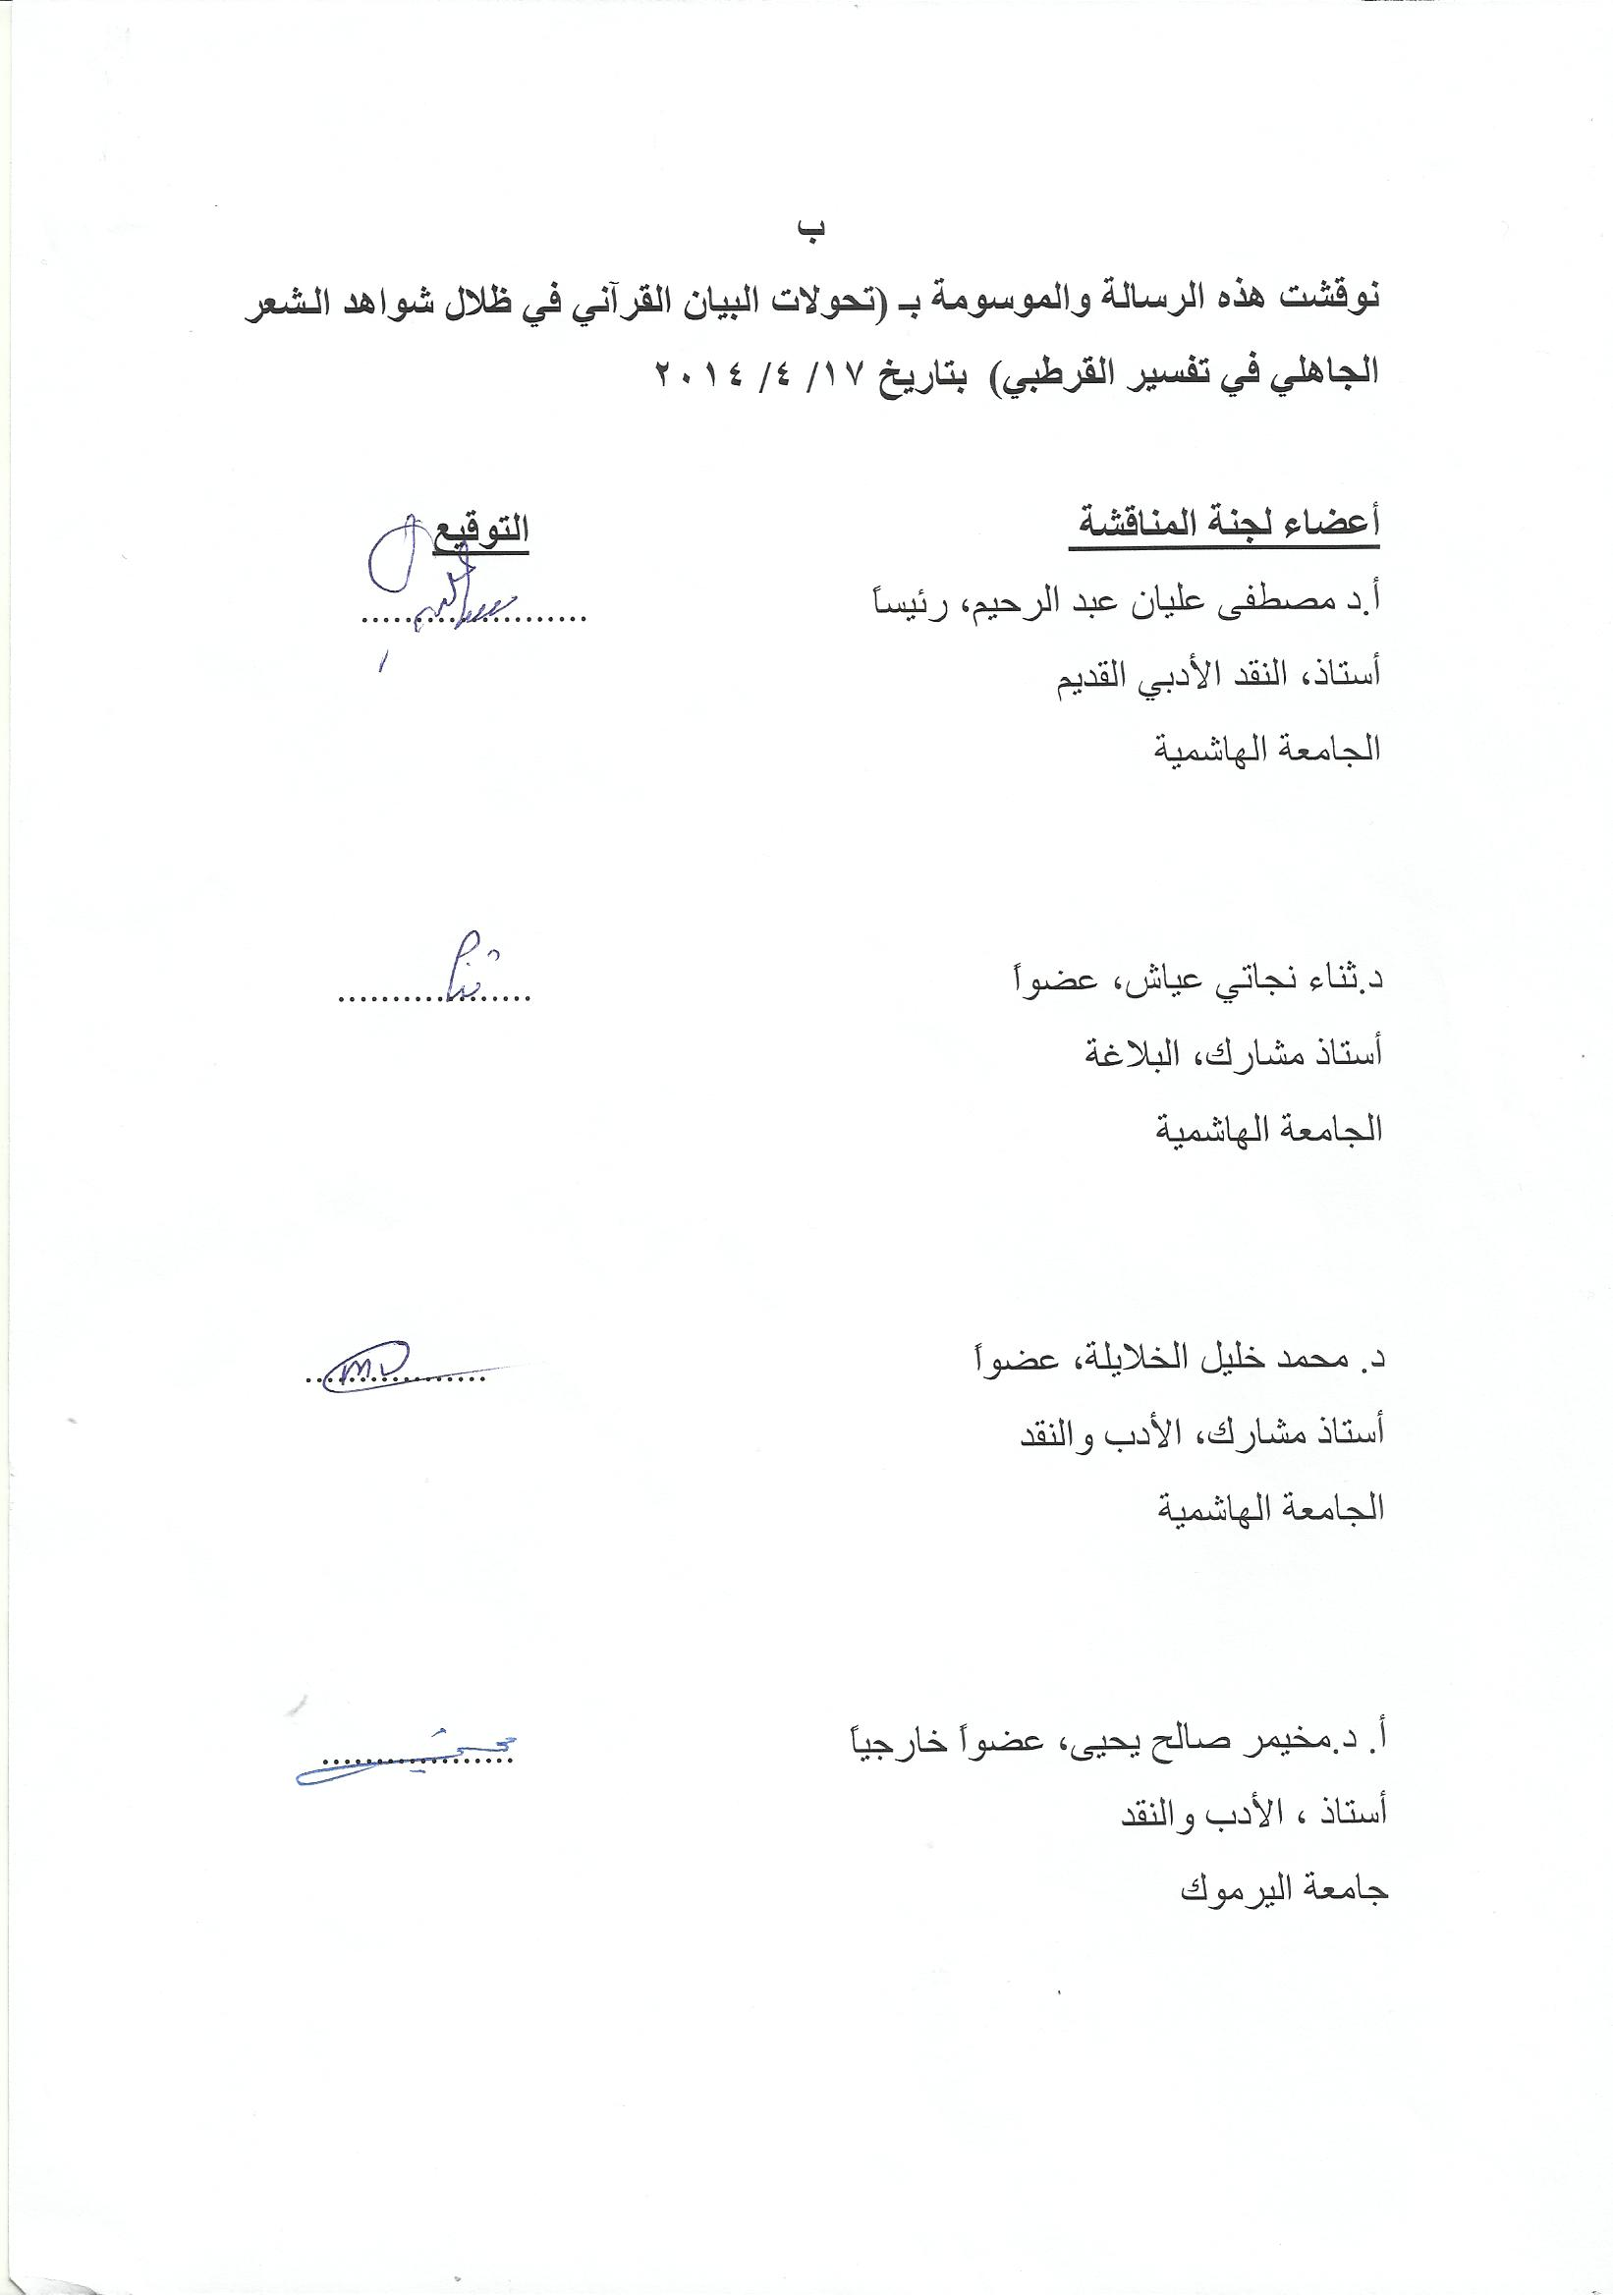 ب
نوقشت هذه الرسالة والموسومة بـ (تحولات البيان القرآني في ظلال شواهد الشعر
الجاهلي في تفسير القرطبي) بتاريخ ١٧/ ٤/ ٢٠١٤
أعضاء لجنة المناقشة التوقيع
أ.د مصطفى عليان عبد الرحيم، رئيساً ......................
أستاذ، النقد الأدبي القديم
الجامعة الهاشمية
د.ثناء نجاتي عياش، عضواً ثناء ...................
أستاذ مشارك، البلاغة
الجامعة الهاشمية
د. محمد خليل الخلايلة، عضواً ..................
أستاذ مشارك، الأدب والنقد
الجامعة الهاشمية
أ. د.مخيمر صالح يحيى، عضواً خارجياً ...................
أستاذ ، الأدب والنقد
جامعة اليرموك